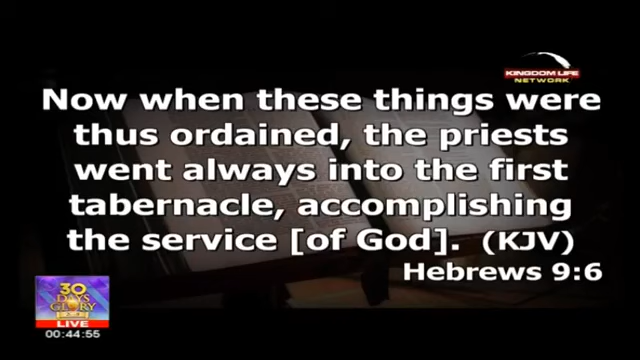 KINGDOM LIFE
NETWORK
Now when these things were
thus ordained, the priests
went always into the first
tabernacle, accomplishing
the service [of God]. (KJV)
Hebrews 9:6
30
DAYS
GLORY
LIVE
00:44:55